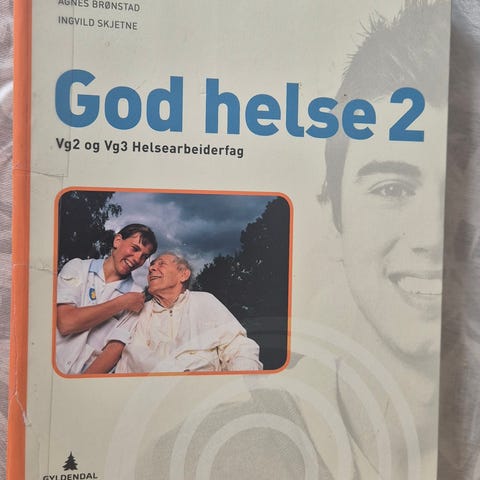 AGNES BRØNSTAD
INGVILD SKJETNE
God helse 2
Vg2 og Vg3 Helsearbeiderfag
GYLDENDAL